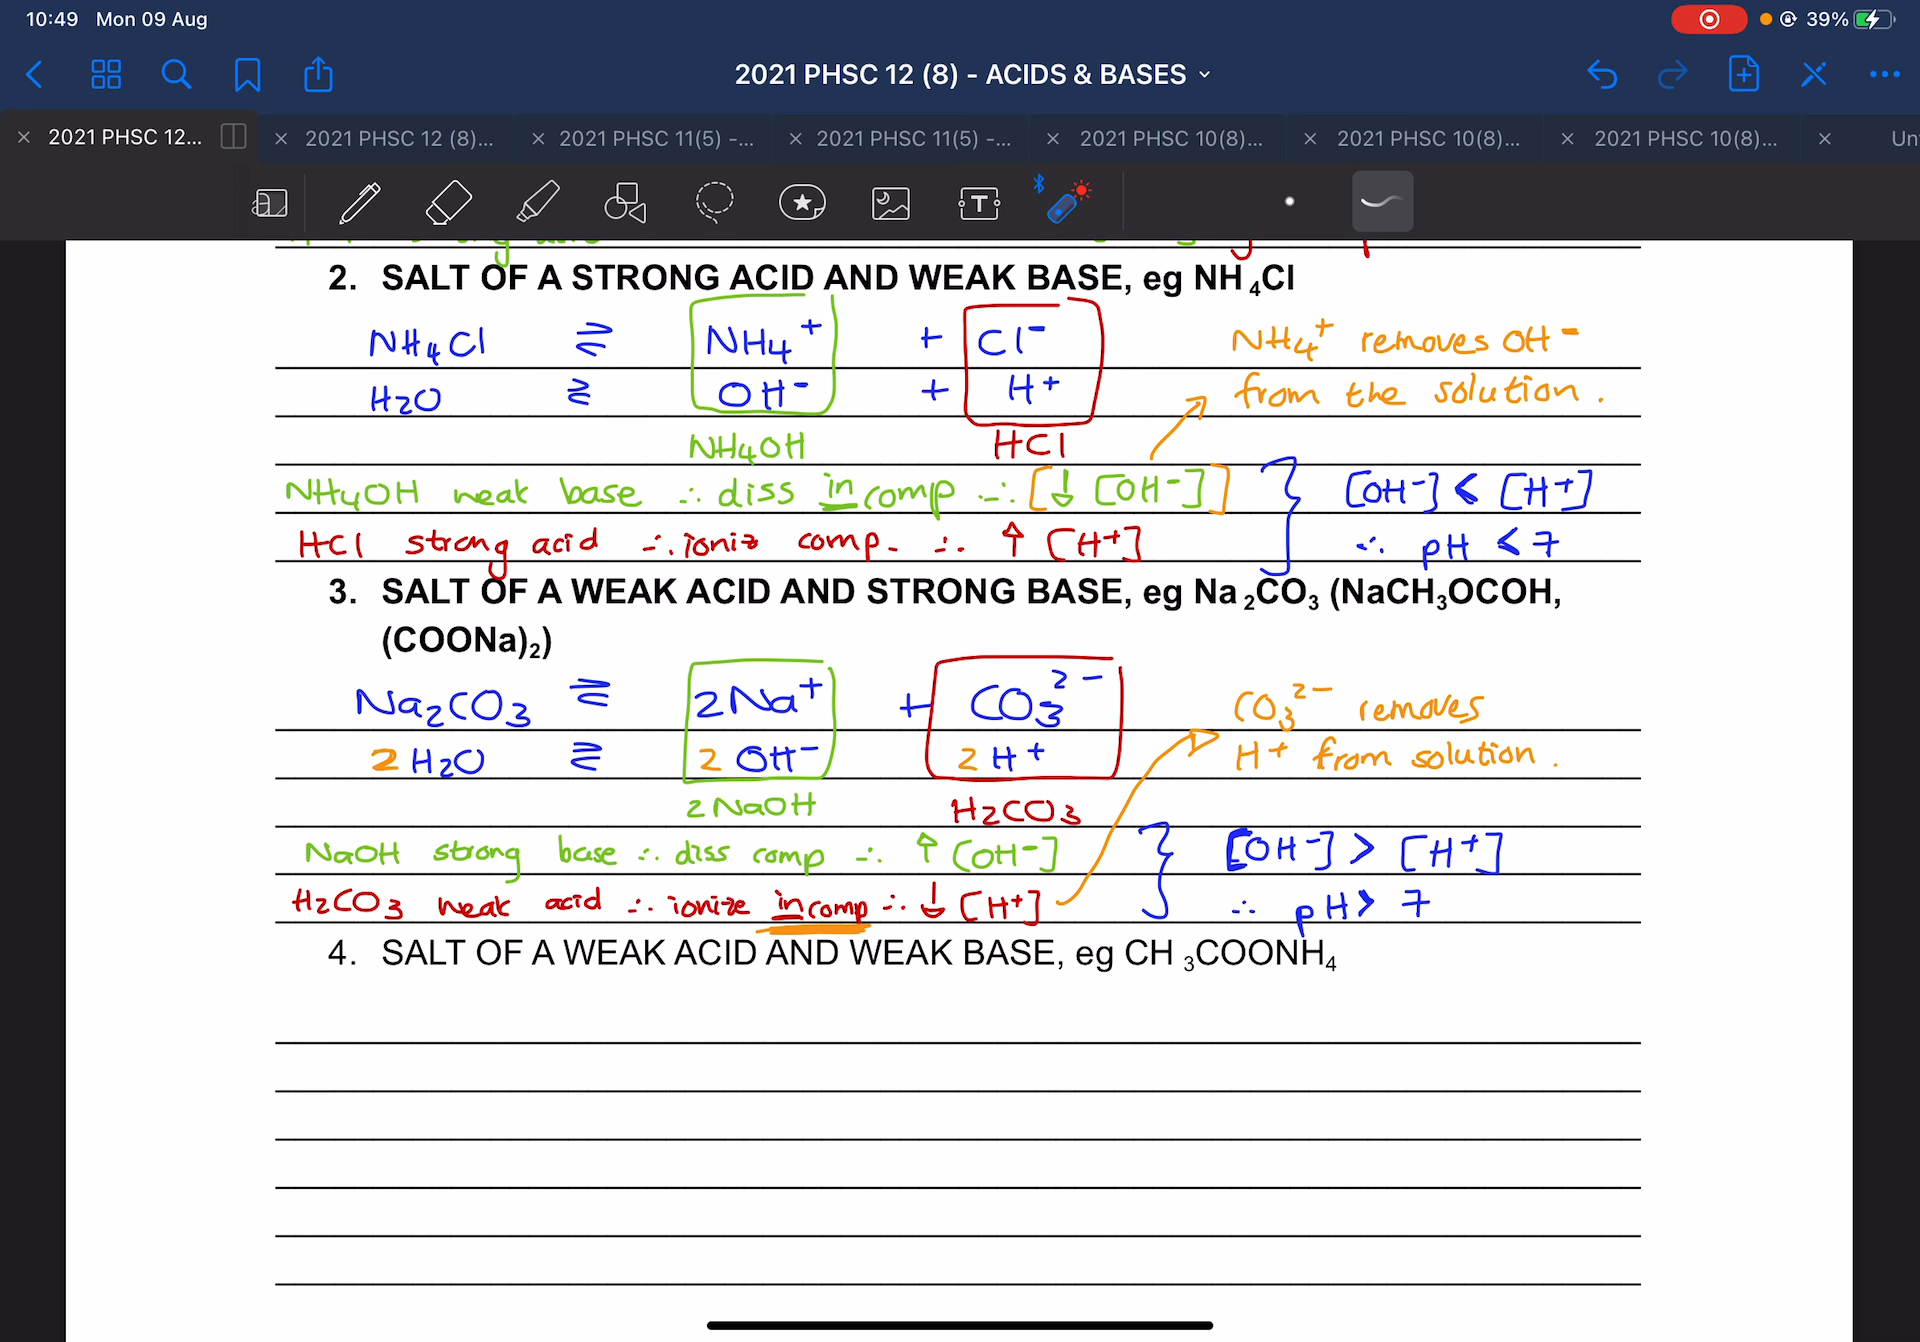 10:49 Mon 09 Aug 39%
2021 PHSC 12 (8) - ACIDS & BASES
2021 PHSC 12... 2021 PHSC 12 (8)... 2021 PHSC 11(5) -... 2021 PHSC 11(5) -... 2021 PHSC 10(8)... 2021 PHSC 10(8)... 2021 PHSC 10(8)... Un
2. SALT OF A STRONG ACID AND WEAK BASE, eg NH₄Cl
NH₄Cl ⇌ NH₄⁺ + Cl⁻ NH₄⁺ removes OH⁻
H₂O ⇌ OH⁻ + H⁺ from the solution.
NH₄OH HCl
NH₄OH weak base ∴ diss incomp ∴ [↓ [OH⁻]] } [OH⁻] < [H⁺]
HCl strong acid ∴ ioniz comp. ∴ ↑ [H⁺] ∴ pH < 7
3. SALT OF A WEAK ACID AND STRONG BASE, eg Na₂CO₃ (NaCH₃OCOH,
(COONa)₂)
Na₂CO₃ ⇌ 2Na⁺ + CO₃²⁻ CO₃²⁻ removes
2 H₂O ⇌ 2 OH⁻ 2 H⁺ H⁺ from solution.
2NaOH H₂CO₃
NaOH strong base ∴ diss comp ∴ ↑ [OH⁻] } [OH⁻] > [H⁺]
H₂CO₃ weak acid ∴ ionize incomp ∴ ↓ [H⁺] ∴ pH > 7
4. SALT OF A WEAK ACID AND WEAK BASE, eg CH₃COONH₄